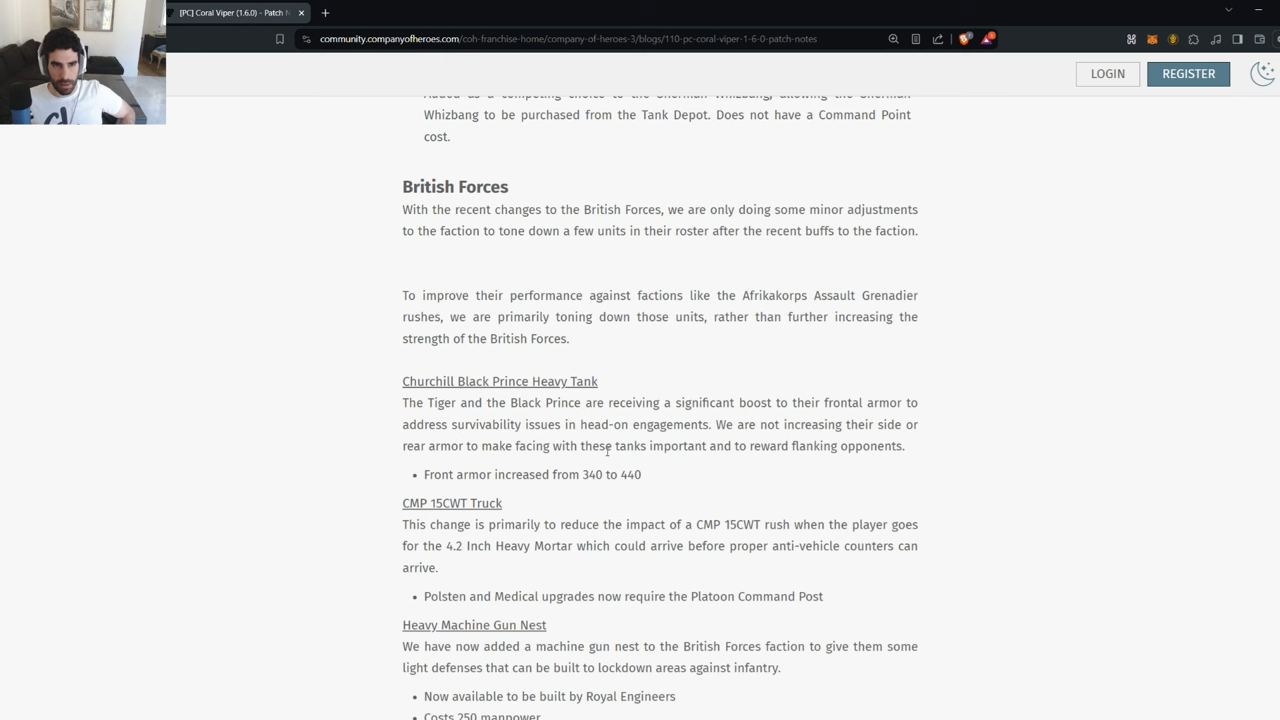 [PC] Coral Viper (1.6.0) - Patch N
community.companyofheroes.com/coh-franchise-home/company-of-heroes-3/blogs/110-pc-coral-viper-1-6-0-patch-notes
LOGIN
REGISTER
Added as a competing choice to the Sherman Whizbang, allowing the Sherman
Whizbang to be purchased from the Tank Depot. Does not have a Command Point
cost.
British Forces
With the recent changes to the British Forces, we are only doing some minor adjustments
to the faction to tone down a few units in their roster after the recent buffs to the faction.
To improve their performance against factions like the Afrikakorps Assault Grenadier
rushes, we are primarily toning down those units, rather than further increasing the
strength of the British Forces.
Churchill Black Prince Heavy Tank
The Tiger and the Black Prince are receiving a significant boost to their frontal armor to
address survivability issues in head-on engagements. We are not increasing their side or
rear armor to make facing with these tanks important and to reward flanking opponents.
• Front armor increased from 340 to 440
CMP 15CWT Truck
This change is primarily to reduce the impact of a CMP 15CWT rush when the player goes
for the 4.2 Inch Heavy Mortar which could arrive before proper anti-vehicle counters can
arrive.
• Polsten and Medical upgrades now require the Platoon Command Post
Heavy Machine Gun Nest
We have now added a machine gun nest to the British Forces faction to give them some
light defenses that can be built to lockdown areas against infantry.
• Now available to be built by Royal Engineers
• Costs 250 manpower